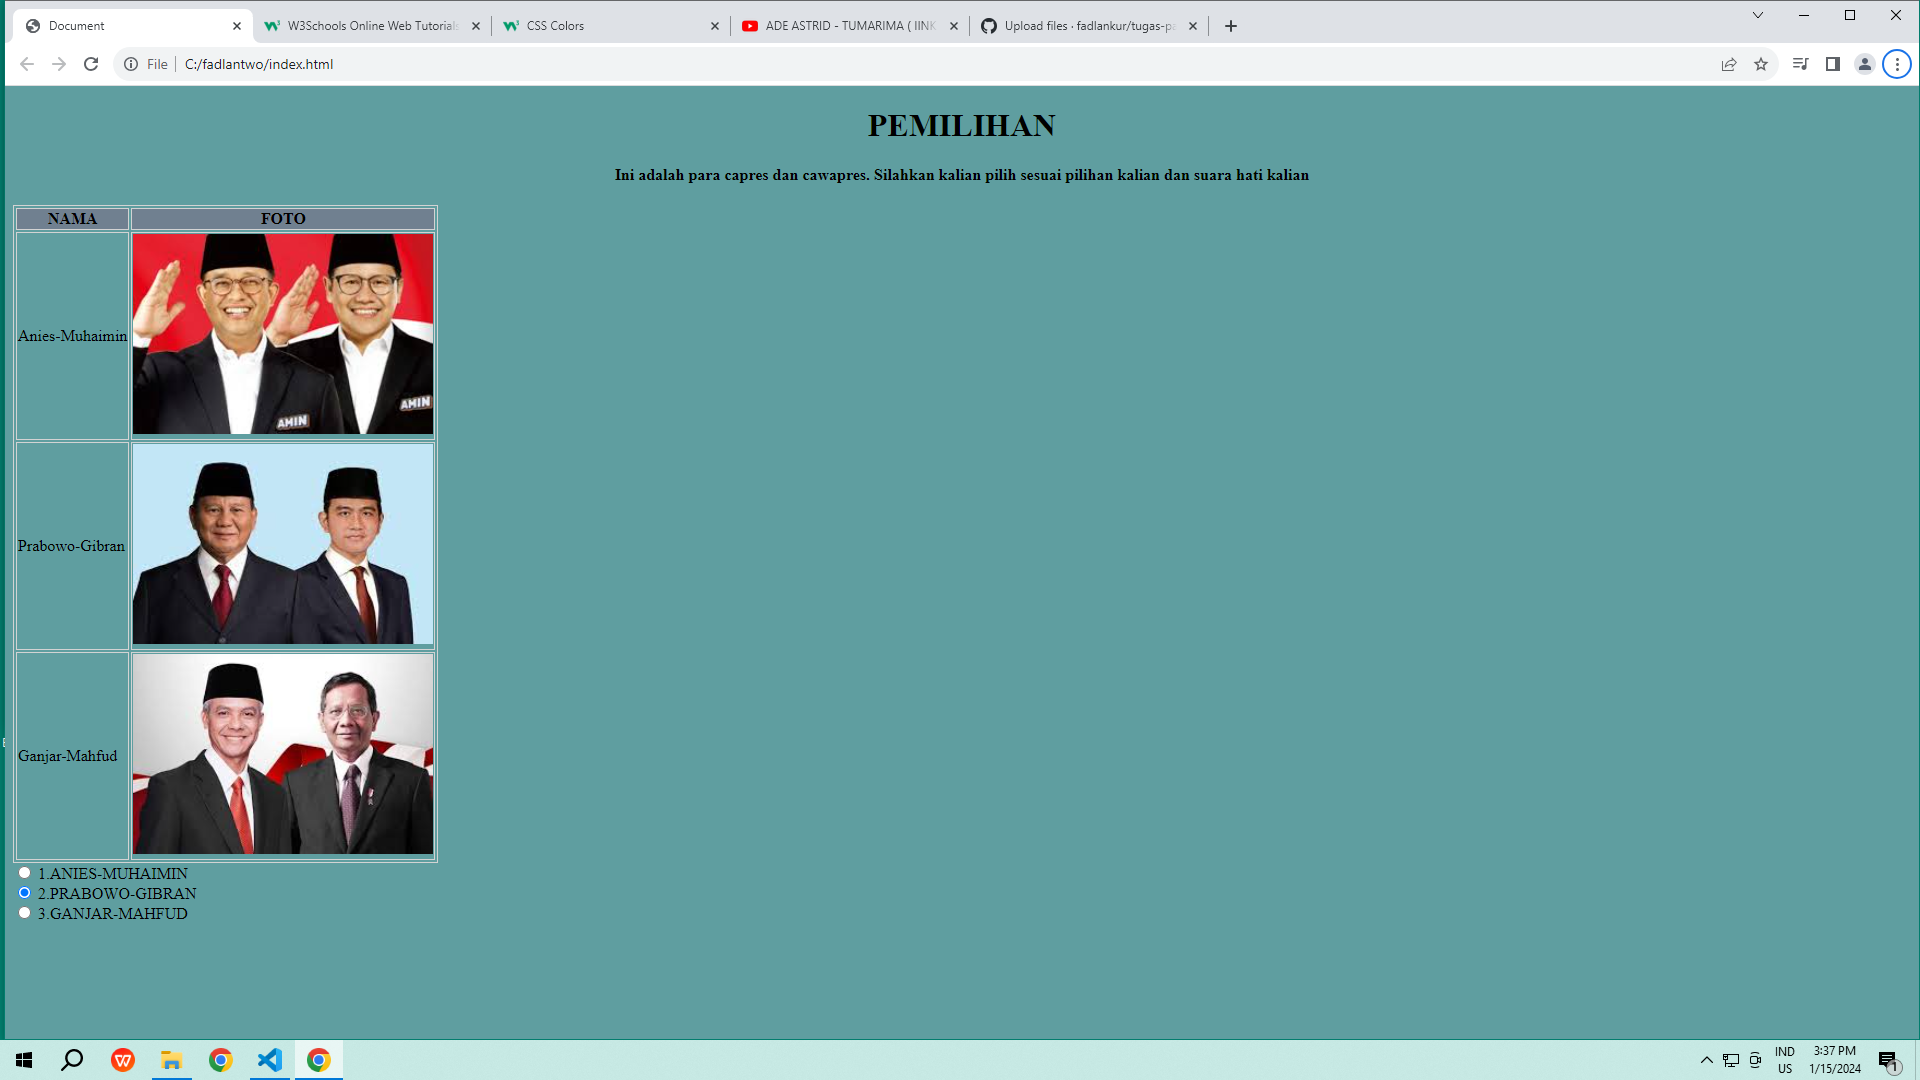 Document
W3Schools Online Web Tutorials
CSS Colors
ADE ASTRID - TUMARIMA ( IINK
Upload files · fadlankur/tugas-pa
File
C:/fadlantwo/index.html
PEMILIHAN
Ini adalah para capres dan cawapres. Silahkan kalian pilih sesuai pilihan kalian dan suara hati kalian
NAMA FOTO
Anies-Muhaimin
AMIN
AMIN
Prabowo-Gibran
Ganjar-Mahfud
1.ANIES-MUHAIMIN
2.PRABOWO-GIBRAN
3.GANJAR-MAHFUD
IND
US
3:37 PM
1/15/2024
1